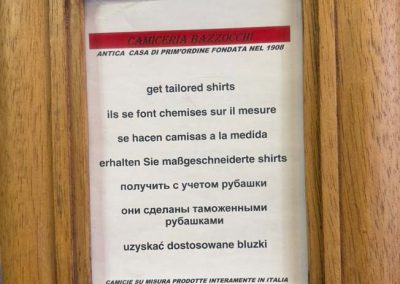 CAMICERIA BAZZOCCHI
ANTICA CASA DI PRIM'ORDINE FONDATA NEL 1908
get tailored shirts
ils se font chemises sur il mesure
se hacen camisas a la medida
erhalten Sie maßgeschneiderte shirts
получить с учетом рубашки
они сделаны таможенными
рубашками
uzyskać dostosowane bluzki
CAMICIE SU MISURA PRODOTTE INTERAMENTE IN ITALIA